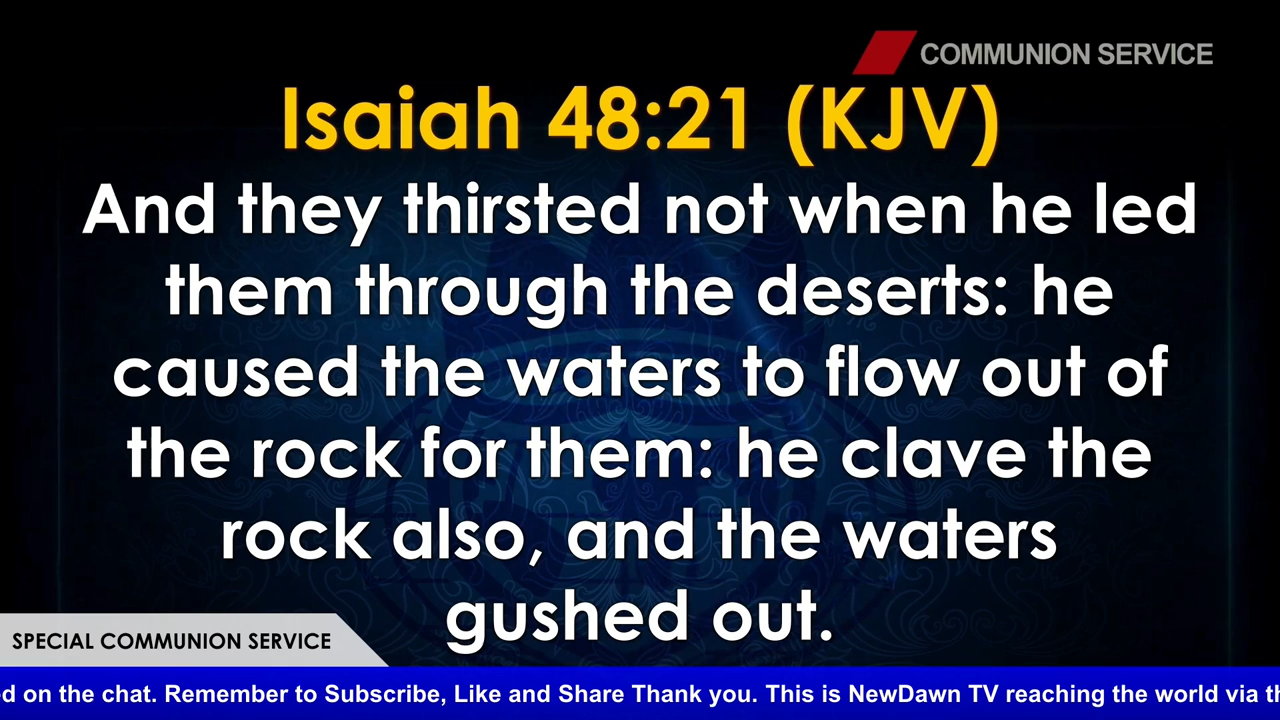 COMMUNION SERVICE
Isaiah 48:21 (KJV)
And they thirsted not when he led
them through the deserts: he
caused the waters to flow out of
the rock for them: he clave the
rock also, and the waters
gushed out.
SPECIAL COMMUNION SERVICE
on the chat. Remember to Subscribe, Like and Share Thank you. This is NewDawn TV reaching the world via